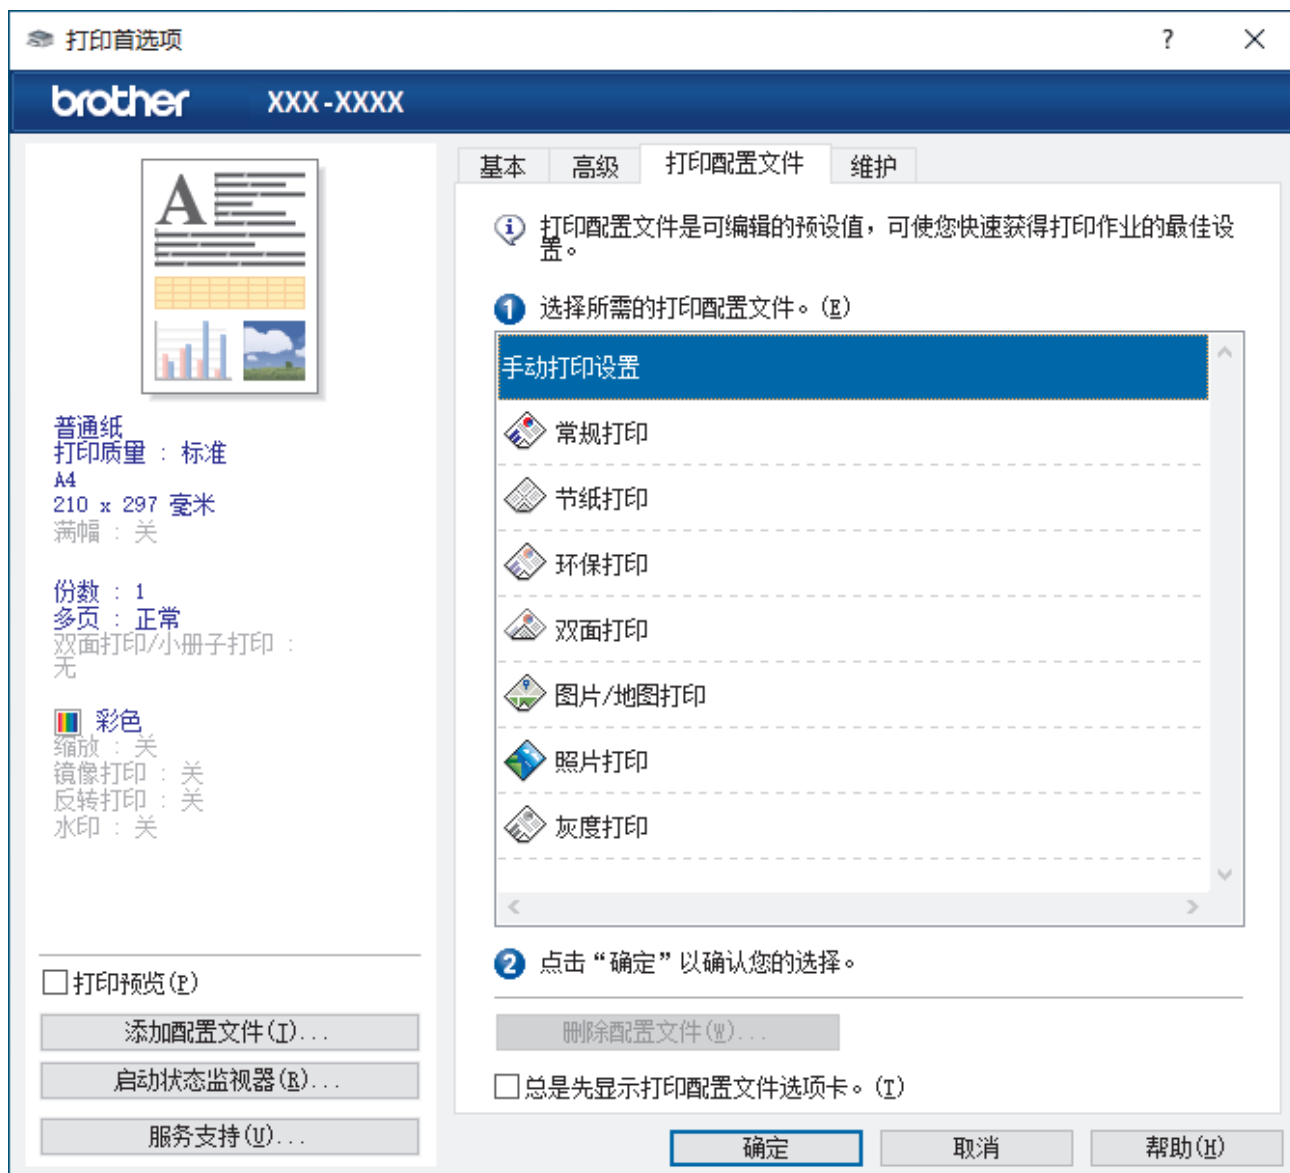 打印首选项
?
brother XXX-XXXX
A
普通纸
打印质量 : 标准
A4
210 x 297 毫米
满幅 : 关
份数 : 1
多页 : 正常
双面打印/小册子打印 :
无
彩色
缩放 : 关
镜像打印 : 关
反转打印 : 关
水印 : 关
打印预览(P)
添加配置文件(J)...
启动状态监视器(R)...
服务支持(U)...
基本 高级 打印配置文件 维护
打印配置文件是可编辑的预设值，可使您快速获得打印作业的最佳设
置。
1 选择所需的打印配置文件。(E)
手动打印设置
常规打印
节纸打印
环保打印
双面打印
图片/地图打印
照片打印
灰度打印
2 点击“确定”以确认您的选择。
删除配置文件(W)...
总是先显示打印配置文件选项卡。(T)
确定 取消 帮助(H)